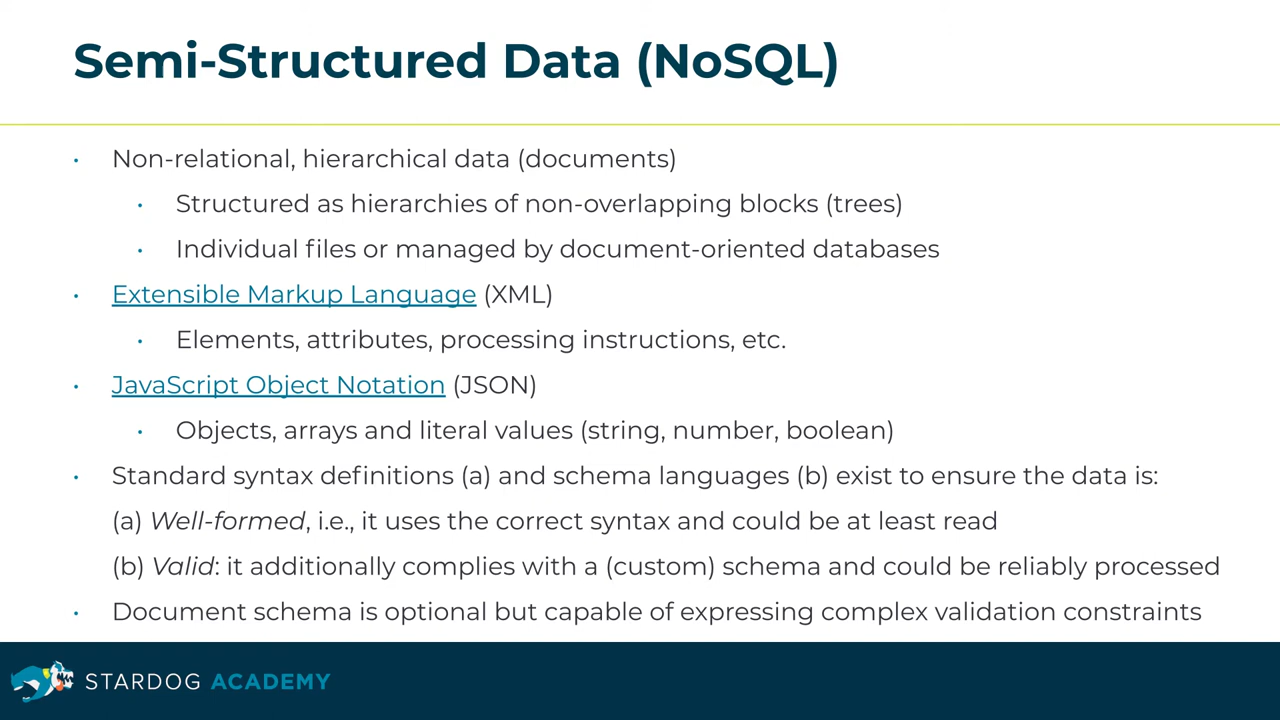 Semi-Structured Data (NoSQL)
• Non-relational, hierarchical data (documents)
• Structured as hierarchies of non-overlapping blocks (trees)
• Individual files or managed by document-oriented databases
• Extensible Markup Language (XML)
• Elements, attributes, processing instructions, etc.
• JavaScript Object Notation (JSON)
• Objects, arrays and literal values (string, number, boolean)
• Standard syntax definitions (a) and schema languages (b) exist to ensure the data is:
(a) Well-formed, i.e., it uses the correct syntax and could be at least read
(b) Valid: it additionally complies with a (custom) schema and could be reliably processed
• Document schema is optional but capable of expressing complex validation constraints
STARDOG ACADEMY